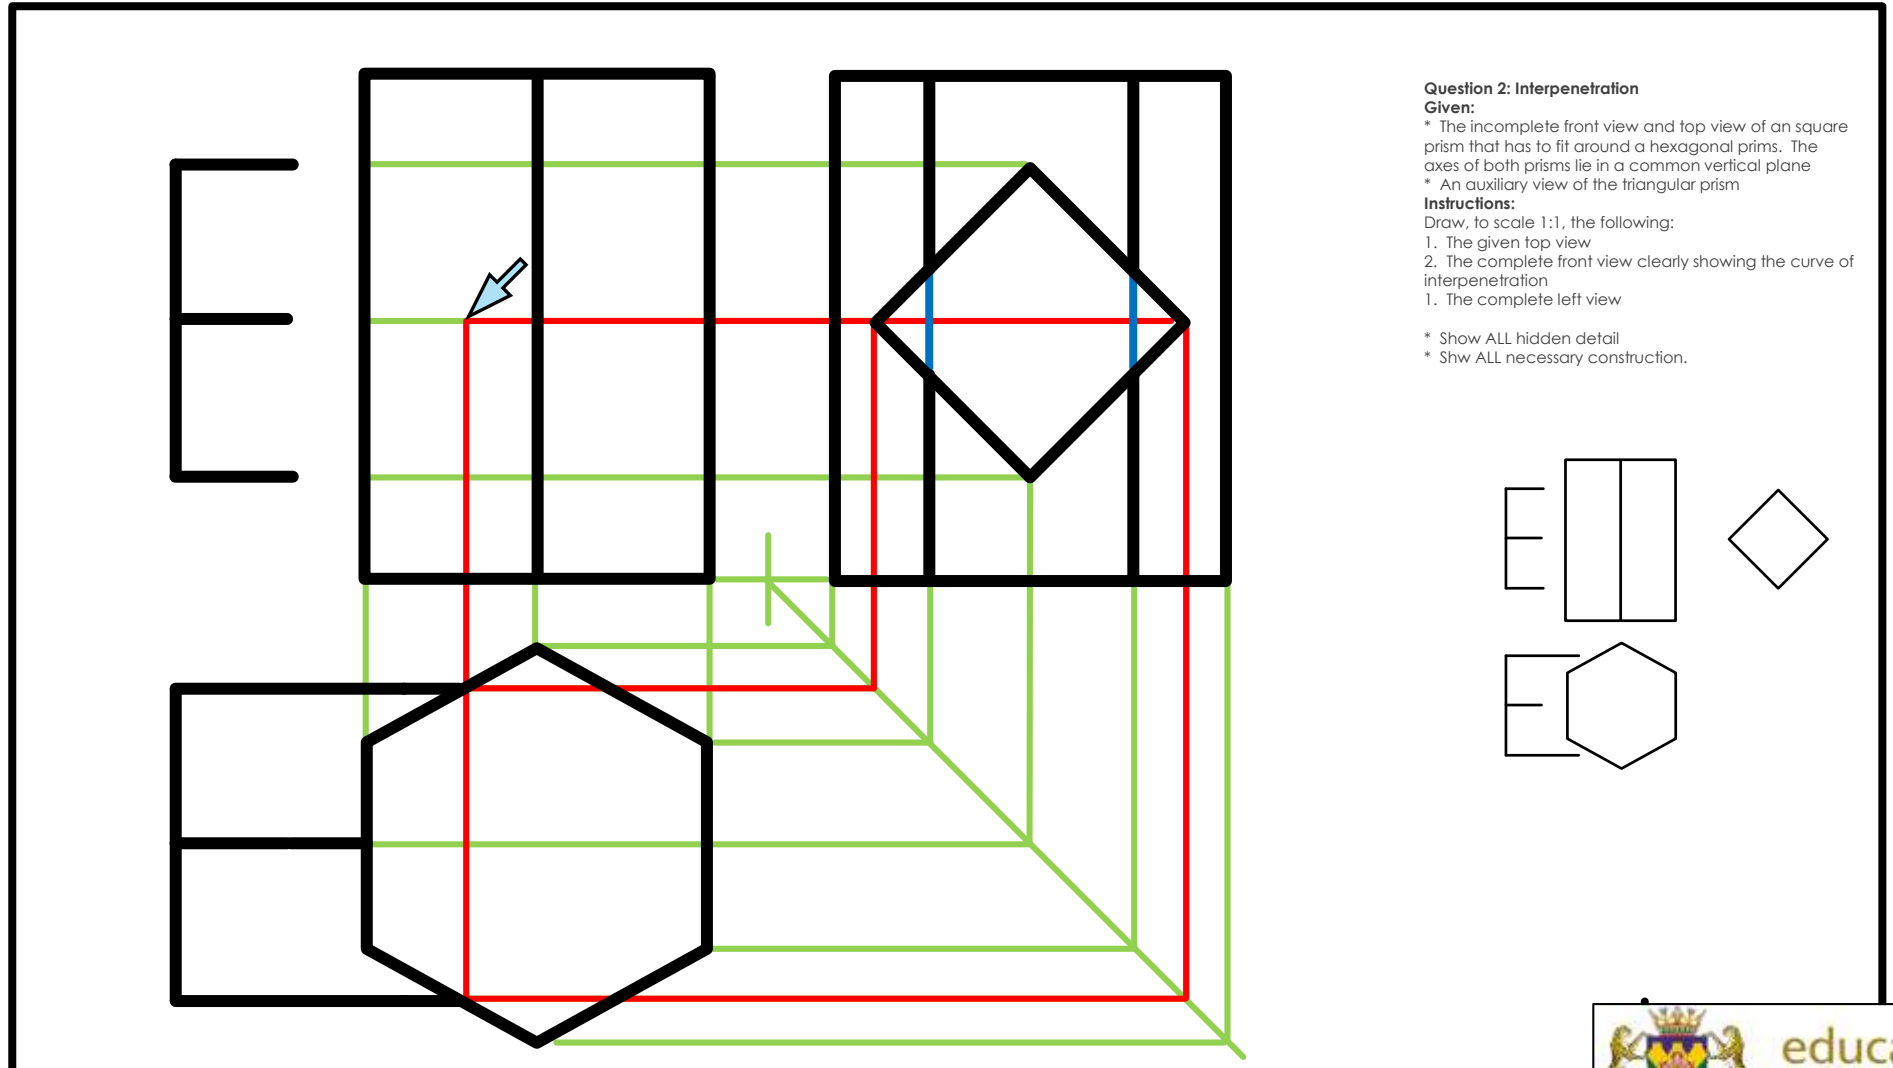 Question 2: Interpenetration
Given:
* The incomplete front view and top view of an square
prism that has to fit around a hexagonal prims. The
axes of both prisms lie in a common vertical plane
* An auxiliary view of the triangular prism
Instructions:
Draw, to scale 1:1, the following:
1. The given top view
2. The complete front view clearly showing the curve of
interpenetration
1. The complete left view
* Show ALL hidden detail
* Shw ALL necessary construction.
educa